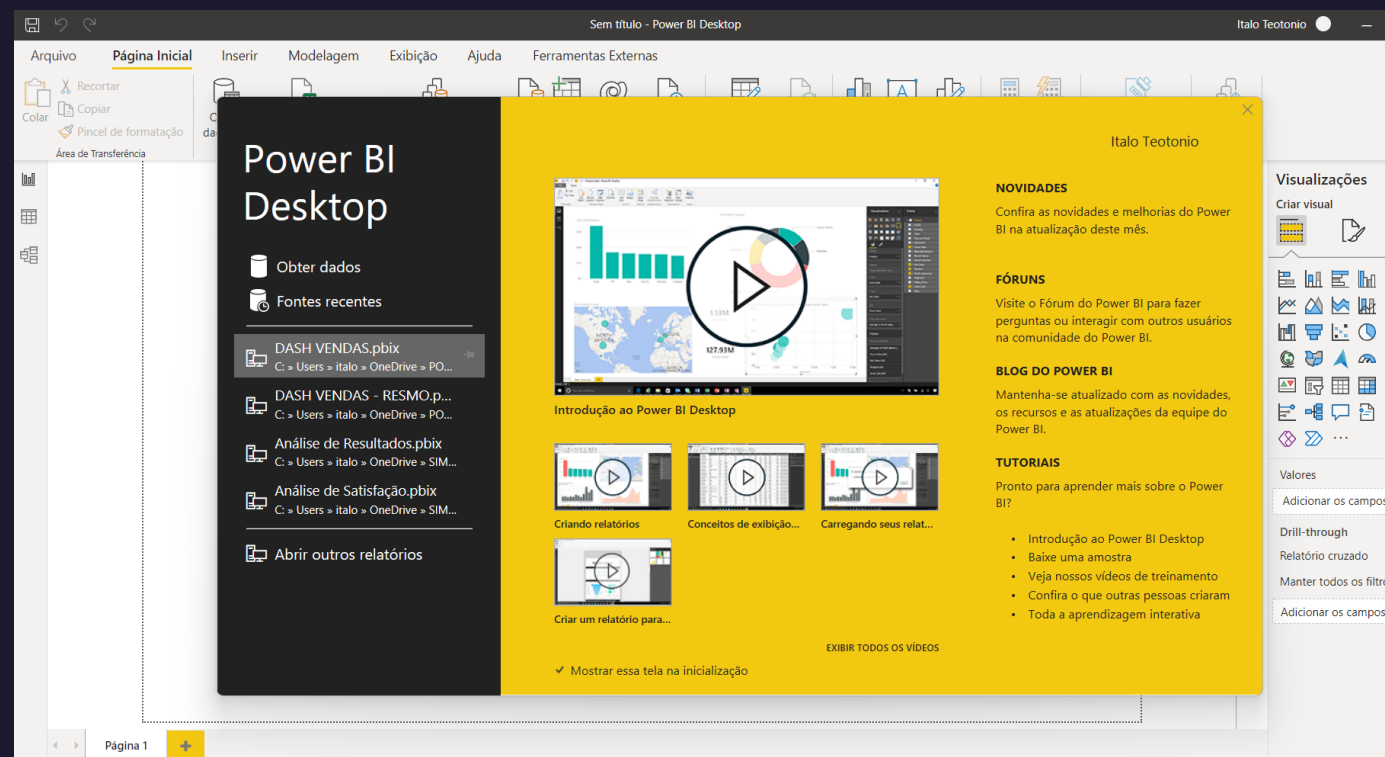 Sem título - Power BI Desktop
Italo Teotonio
Arquivo
Página Inicial
Inserir
Modelagem
Exibição
Ajuda
Ferramentas Externas
Recortar
Copiar
Pincel de formatação
Colar
Área de Transferência
Power BI
Desktop
Obter dados
Fontes recentes
DASH VENDAS.pbix
C: » Users » italo » OneDrive » PO...
DASH VENDAS - RESMO.p...
C: » Users » italo » OneDrive » PO...
Análise de Resultados.pbix
C: » Users » italo » OneDrive » SIM...
Análise de Satisfação.pbix
C: » Users » italo » OneDrive » SIM...
Abrir outros relatórios
Italo Teotonio
127.93M
Introdução ao Power BI Desktop
Criando relatórios
Conceitos de exibição...
Carregando seus relat...
Criar um relatório para...
EXIBIR TODOS OS VÍDEOS
Mostrar essa tela na inicialização
NOVIDADES
Confira as novidades e melhorias do Power
BI na atualização deste mês.
FÓRUNS
Visite o Fórum do Power BI para fazer
perguntas ou interagir com outros usuários
na comunidade do Power BI.
BLOG DO POWER BI
Mantenha-se atualizado com as novidades,
os recursos e as atualizações da equipe do
Power BI.
TUTORIAIS
Pronto para aprender mais sobre o Power
BI?
• Introdução ao Power BI Desktop
• Baixe uma amostra
• Veja nossos vídeos de treinamento
• Confira o que outras pessoas criaram
• Toda a aprendizagem interativa
Visualizações
Criar visual
Valores
Adicionar os campos
Drill-through
Relatório cruzado
Manter todos os filtro
Adicionar os campos
Página 1